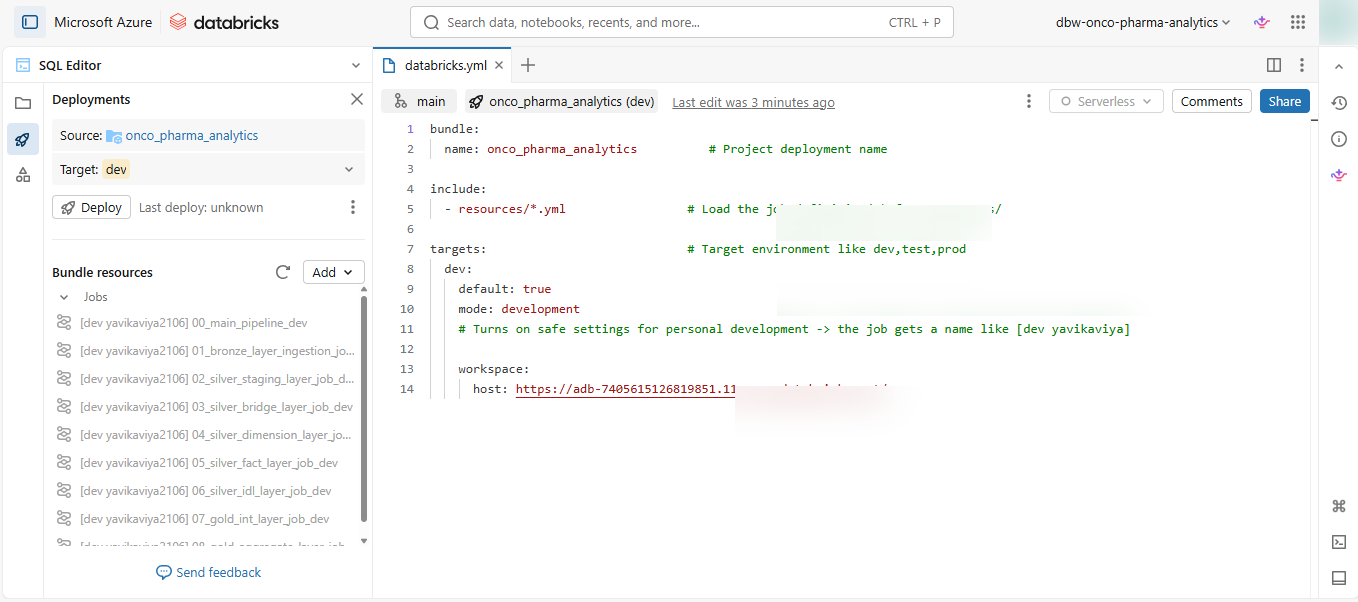 Microsoft Azure
databricks
Search data, notebooks, recents, and more...
CTRL + P
dbw-onco-pharma-analytics
SQL Editor
databricks.yml
Deployments
main
onco_pharma_analytics (dev)
Last edit was 3 minutes ago
Serverless
Comments
Share
Source: onco_pharma_analytics
Target: dev
Deploy
Last deploy: unknown
Bundle resources
Add
Jobs
[dev yavikaviya2106] 00_main_pipeline_dev
[dev yavikaviya2106] 01_bronze_layer_ingestion_jo...
[dev yavikaviya2106] 02_silver_staging_layer_job_d...
[dev yavikaviya2106] 03_silver_bridge_layer_job_dev
[dev yavikaviya2106] 04_silver_dimension_layer_jo...
[dev yavikaviya2106] 05_silver_fact_layer_job_dev
[dev yavikaviya2106] 06_silver_idl_layer_job_dev
[dev yavikaviya2106] 07_gold_int_layer_job_dev
Send feedback
1 bundle:
2 name: onco_pharma_analytics # Project deployment name
3
4 include:
5 - resources/*.yml # Load the
6
7 targets: # Target environment like dev,test,prod
8 dev:
9 default: true
10 mode: development
11 # Turns on safe settings for personal development -> the job gets a name like [dev yavikaviya]
12
13 workspace:
14 host: https://adb-7405615126819851.11